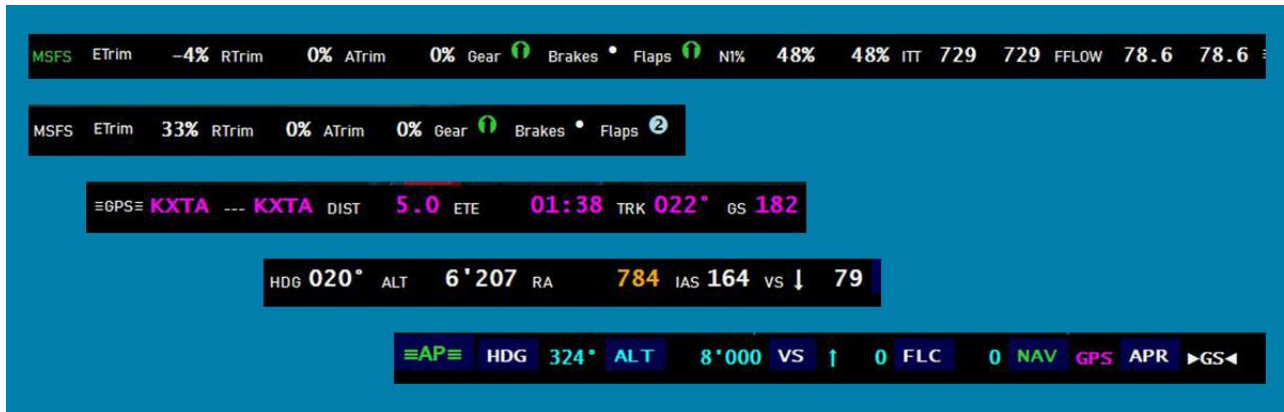 MSFS ETrim -4% RTrim 0% ATrim 0% Gear Brakes Flaps N1% 48% 48% ITT 729 729 FFLOW 78.6 78.6
MSFS ETrim 33% RTrim 0% ATrim 0% Gear Brakes Flaps 2
≡GPS≡ KXTA --- KXTA DIST 5.0 ETE 01:38 TRK 022° GS 182
HDG 020° ALT 6'207 RA 784 IAS 164 VS ↓ 79
≡AP≡ HDG 324° ALT 8'000 VS ↑ 0 FLC 0 NAV GPS APR ►GS◄